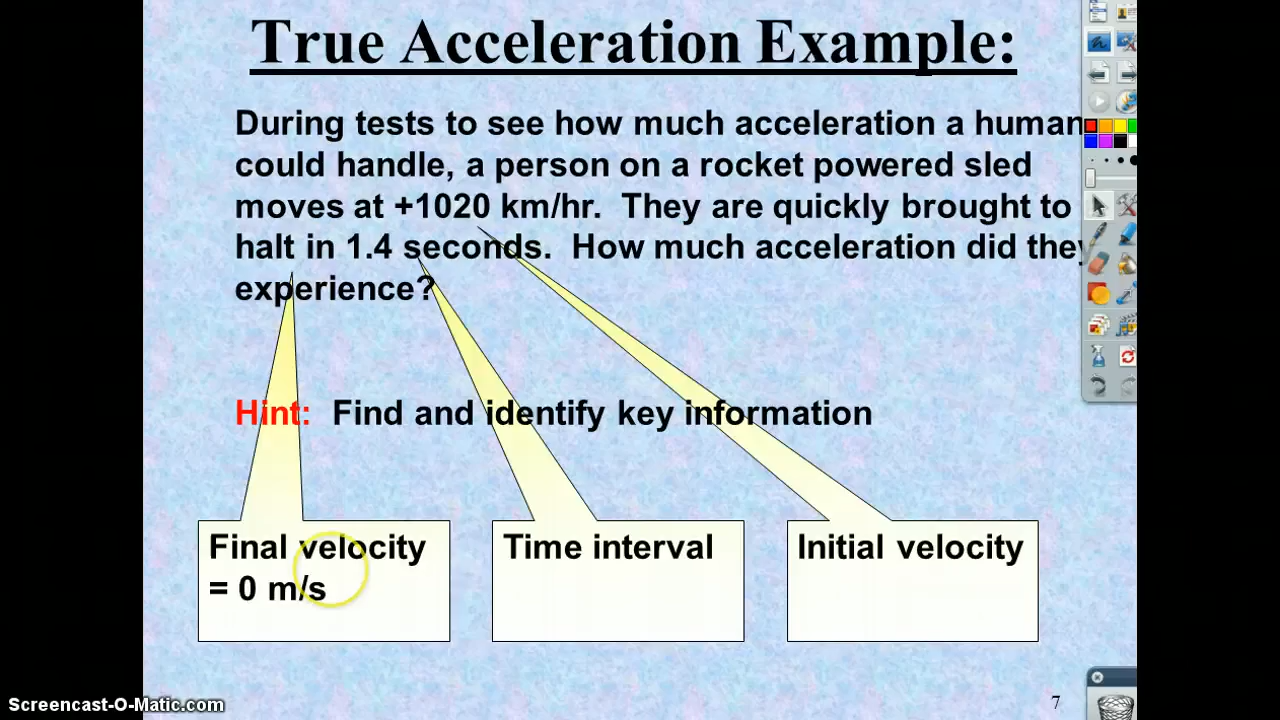 True Acceleration Example:
During tests to see how much acceleration a human
could handle, a person on a rocket powered sled
moves at +1020 km/hr.  They are quickly brought to
halt in 1.4 seconds.  How much acceleration did they
experience?
Hint:  Find and identify key information
Final velocity
= 0 m/s
Time interval
Initial velocity
7
Screencast-O-Matic.com